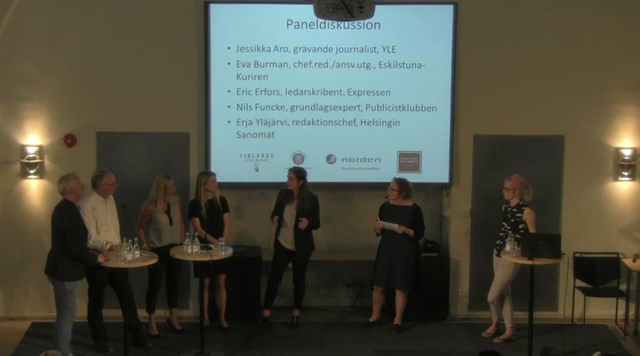 Paneldiskussion
• Jessikka Aro, grävande journalist, YLE
• Eva Burman, chef.red./ansv.utg., Eskilstuna-
Kuriren
• Eric Erfors, ledarskribent, Expressen
• Nils Funcke, grundlagsexpert, Publicistklubben
• Erja Yläjärvi, redaktionschef, Helsingin
Sanomat
FINLANDS
norden